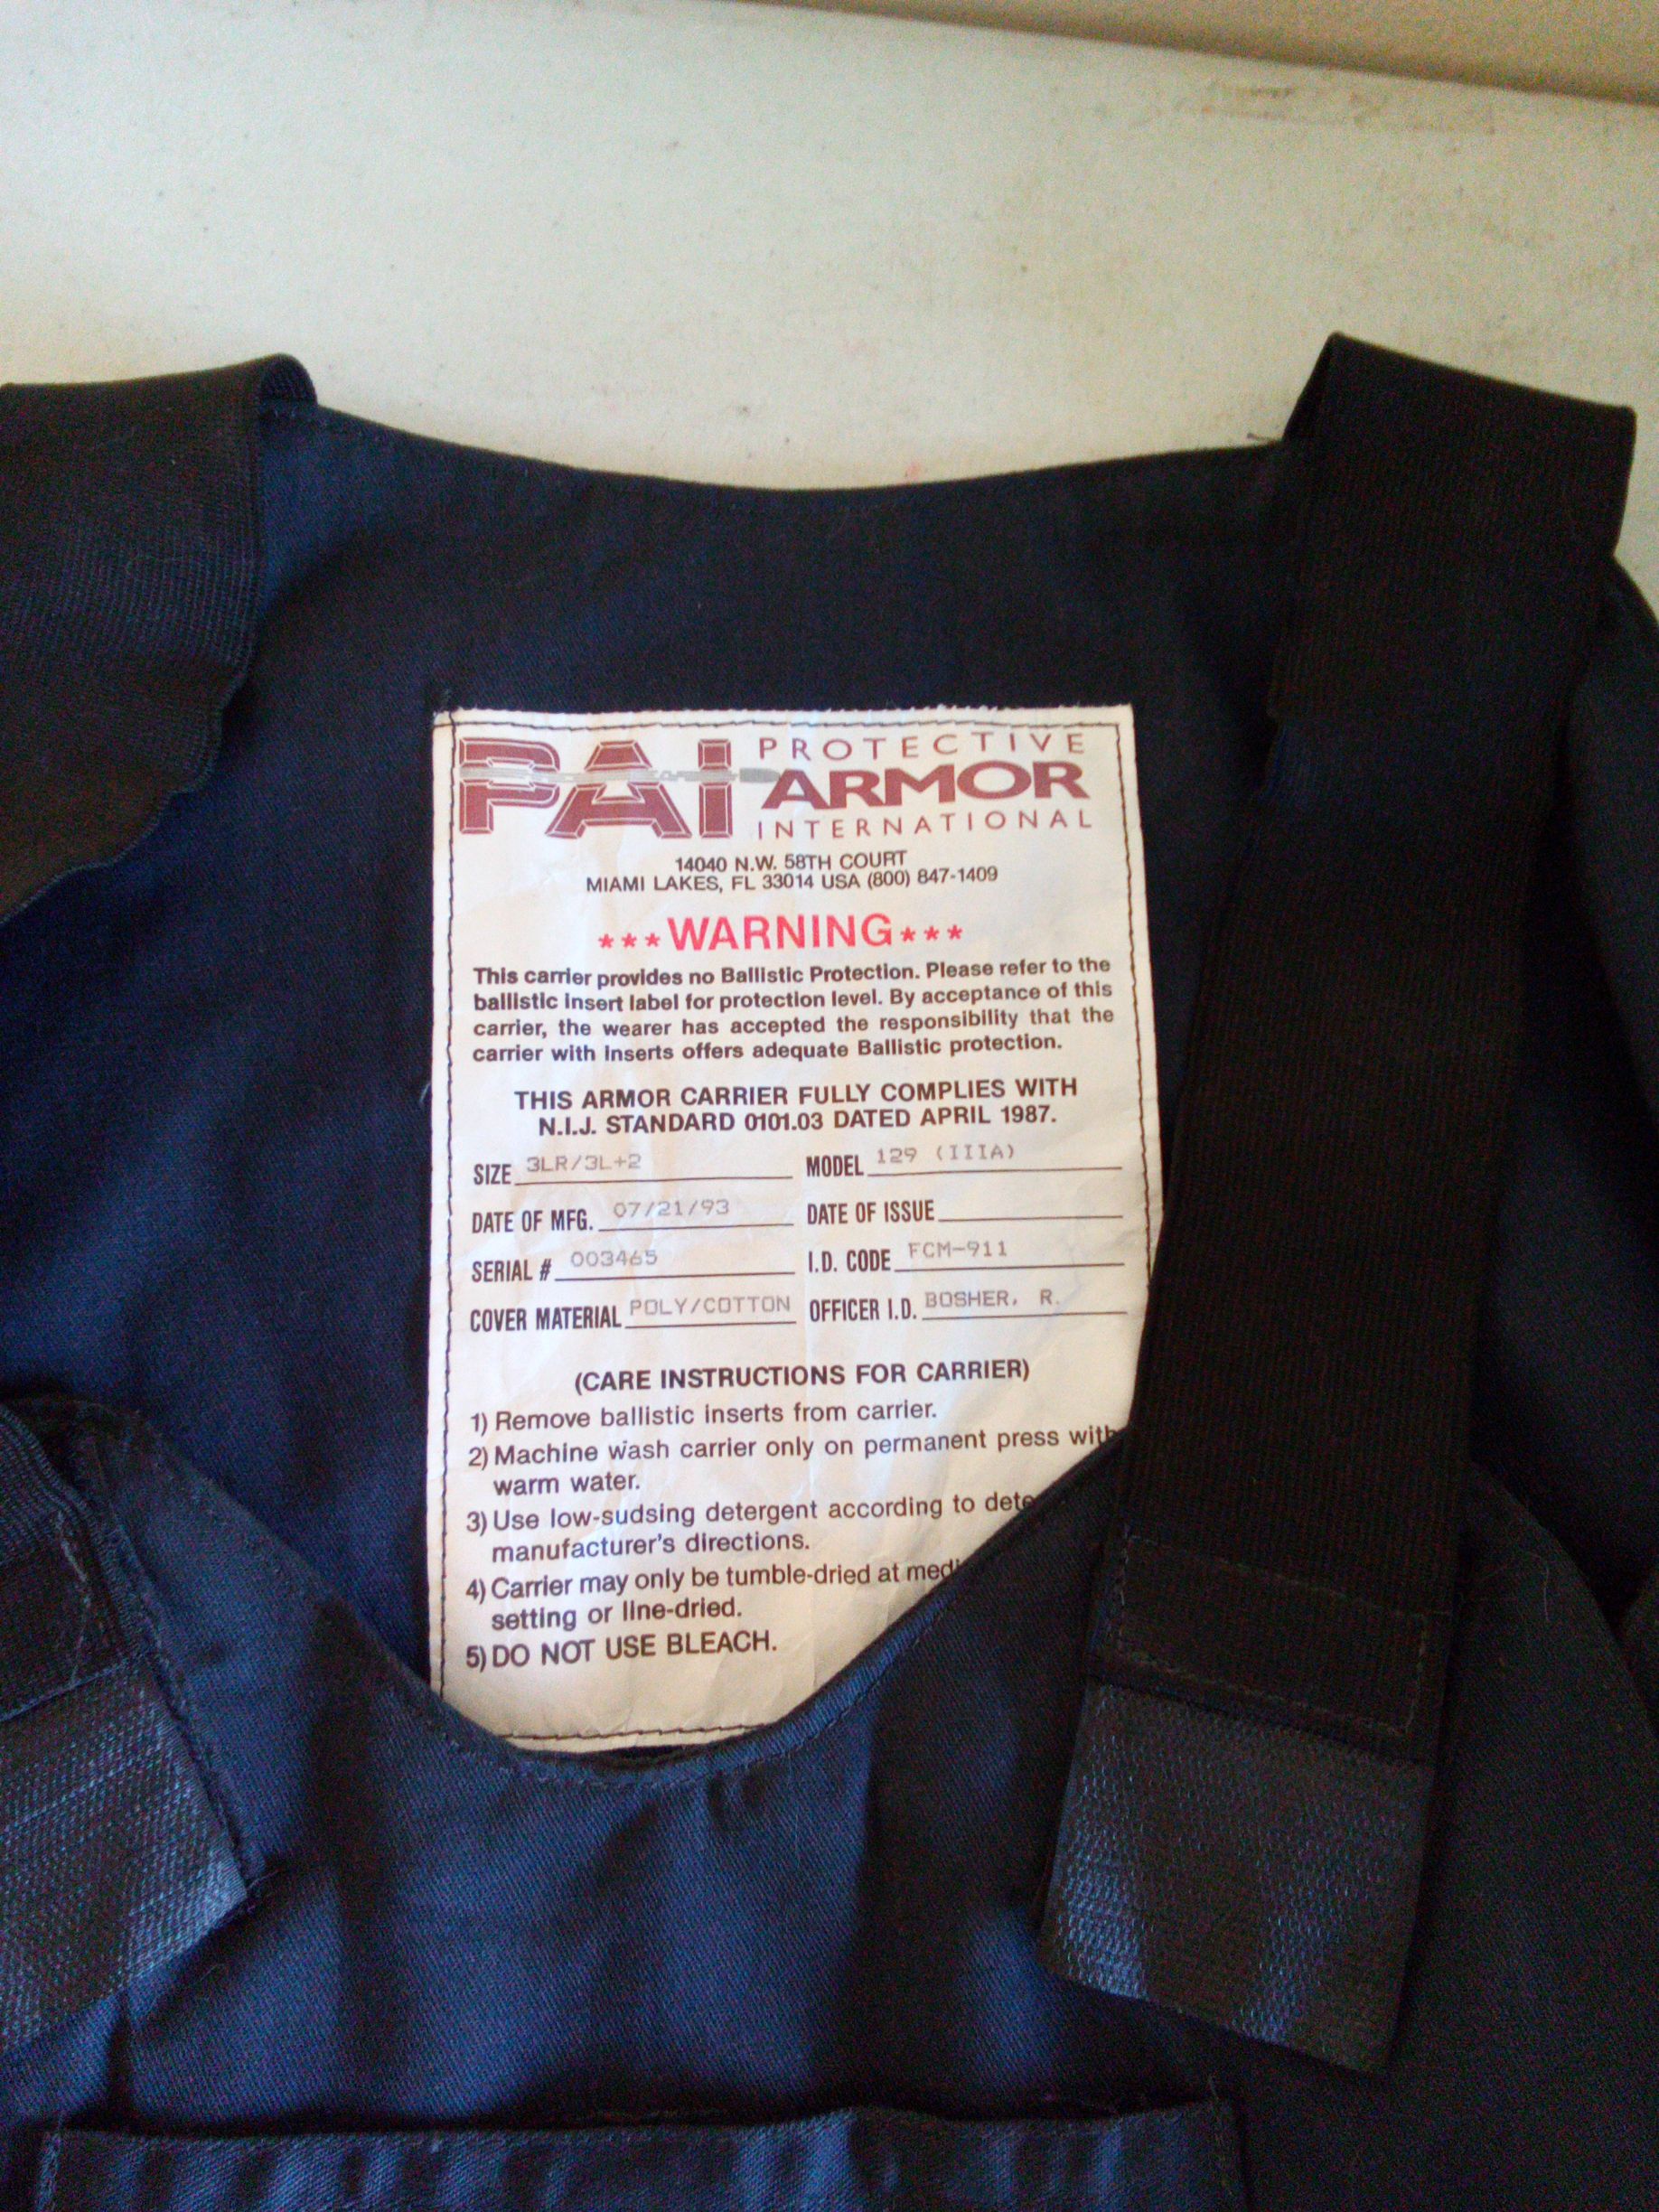 PAI PROTECTIVE
ARMOR
INTERNATIONAL
14040 N.W. 58TH COURT
MIAMI LAKES, FL 33014 USA (800) 847-1409
***WARNING***
This carrier provides no Ballistic Protection. Please refer to the
ballistic insert label for protection level. By acceptance of this
carrier, the wearer has accepted the responsibility that the
carrier with inserts offers adequate Ballistic protection.
THIS ARMOR CARRIER FULLY COMPLIES WITH
N.I.J. STANDARD 0101.03 DATED APRIL 1987.
SIZE 3LR/3L+2 MODEL 129 (IIIA)
DATE OF MFG. 07/21/93 DATE OF ISSUE
SERIAL # 003465 I.D. CODE FCM-911
COVER MATERIAL POLY/COTTON OFFICER I.D. BOSHER, R.
(CARE INSTRUCTIONS FOR CARRIER)
1) Remove ballistic inserts from carrier.
2) Machine wash carrier only on permanent press with
warm water.
3) Use low-sudsing detergent according to dete
manufacturer's directions.
4) Carrier may only be tumble-dried at medi
setting or line-dried.
5) DO NOT USE BLEACH.